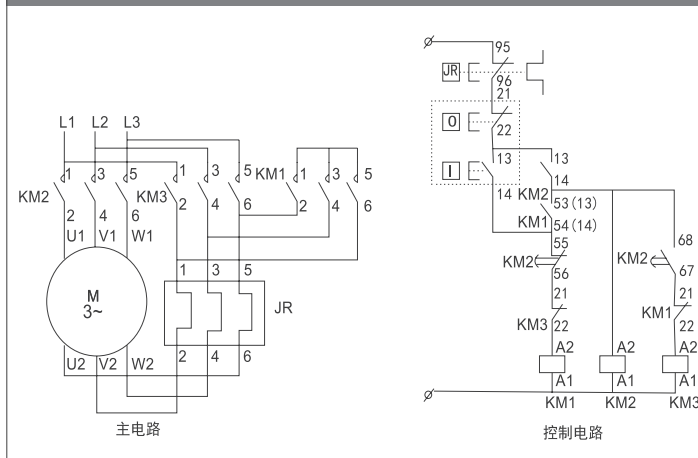 L1 L2 L3
1 3 5
KM2
2 4 6
U1 V1 W1
1 3 5
KM3
2 4 6
KM1
1 3 5
2 4 6
M
3~
1 3 5
JR
2 4 6
U2 V2 W2
主电路
95
JR
96
21
O
22
I
13
14
13
14
KM2
53(13)
KM1
54(14)
55
KM2
56
21
KM3
22
68
KM2
67
21
KM1
22
A2 A2 A2
A1 A1 A1
KM1 KM2 KM3
控制电路